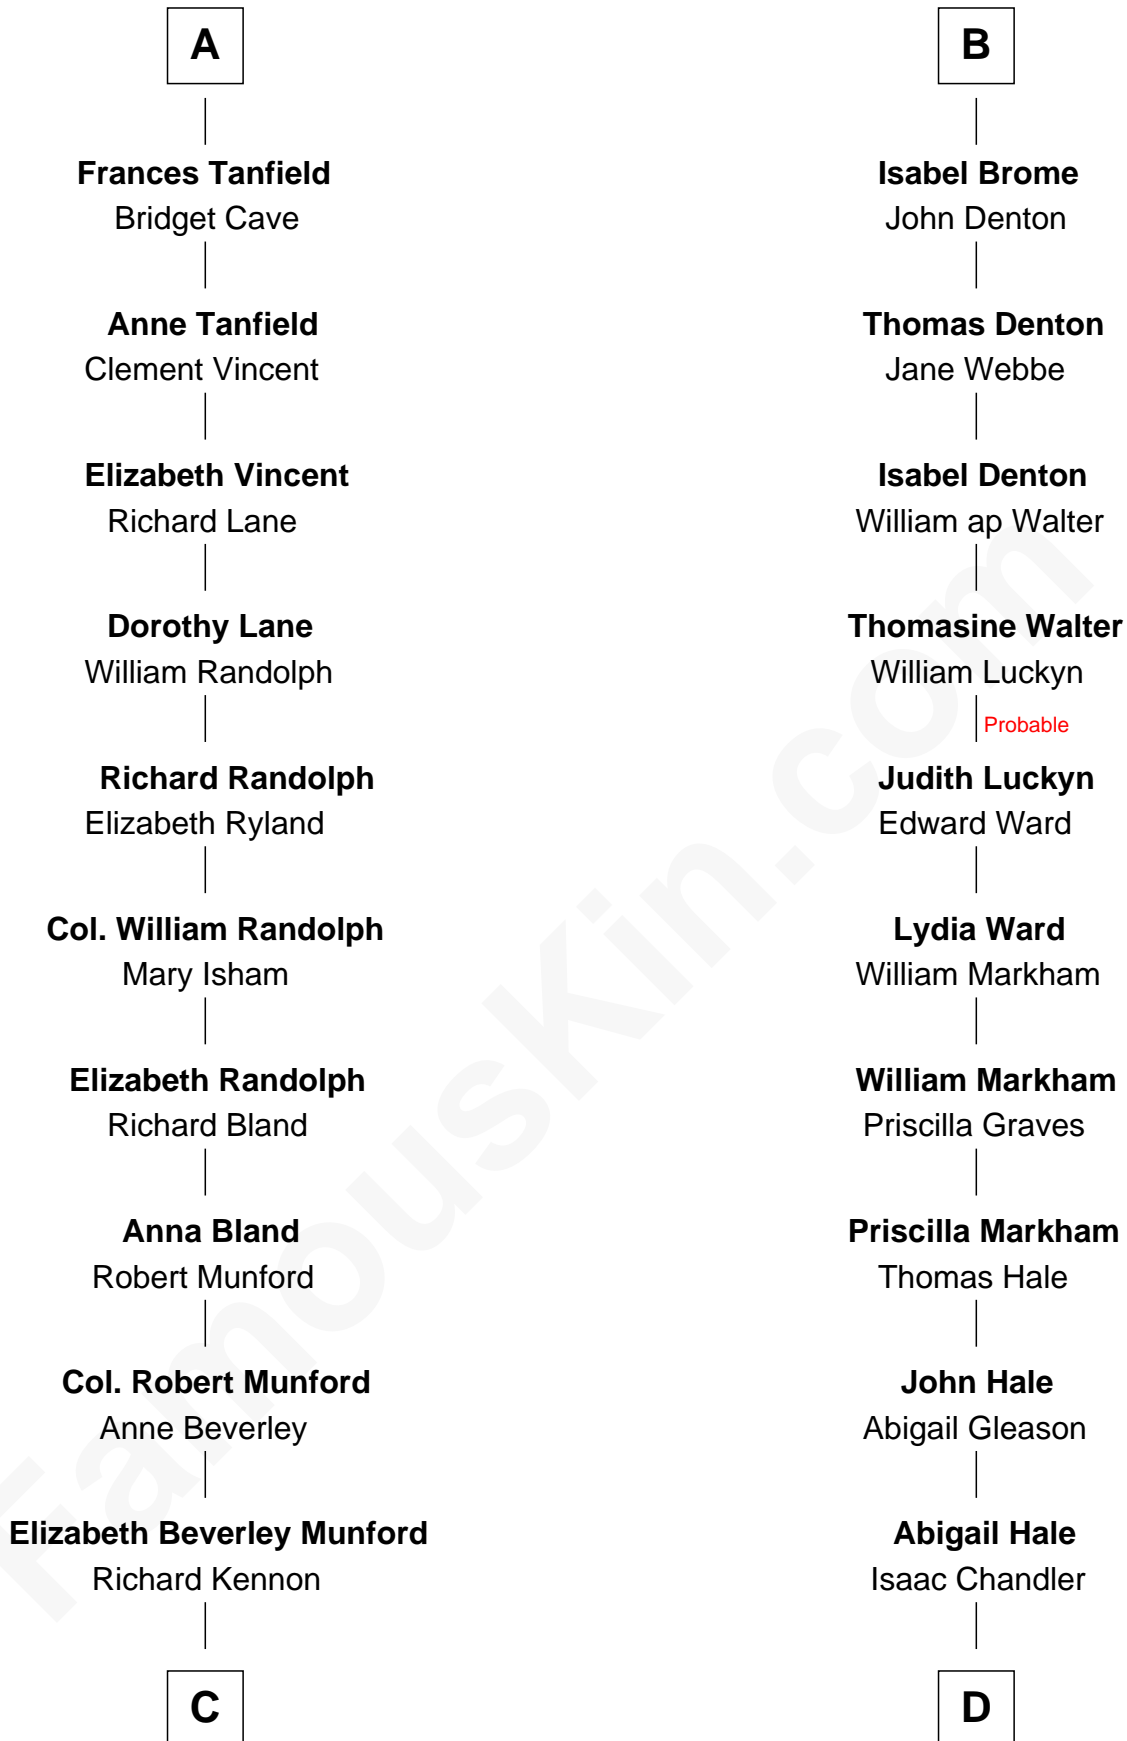 A
Frances Tanfield
Bridget Cave
Anne Tanfield
Clement Vincent
Elizabeth Vincent
Richard Lane
Dorothy Lane
William Randolph
Richard Randolph
Elizabeth Ryland
Col. William Randolph
Mary Isham
Elizabeth Randolph
Richard Bland
Anna Bland
Robert Munford
Col. Robert Munford
Anne Beverley
Elizabeth Beverley Munford
Richard Kennon
C
B
Isabel Brome
John Denton
Thomas Denton
Jane Webbe
Isabel Denton
William ap Walter
Thomasine Walter
William Luckyn
Probable
Judith Luckyn
Edward Ward
Lydia Ward
William Markham
William Markham
Priscilla Graves
Priscilla Markham
Thomas Hale
John Hale
Abigail Gleason
Abigail Hale
Isaac Chandler
D
FamousKin.com